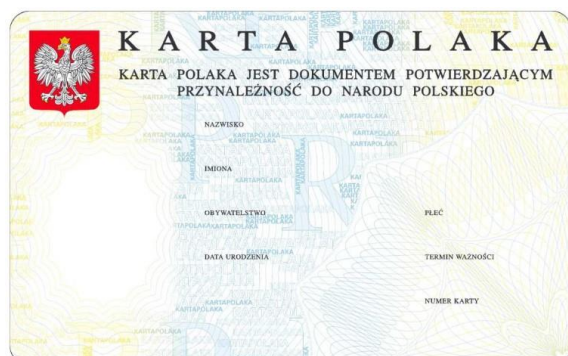 KARTA POLAKA
KARTA POLAKA JEST DOKUMENTEM POTWIERDZAJĄCYM
PRZYNALEŻNOŚĆ DO NARODU POLSKIEGO
NAZWISKO
IMIONA
OBYWATELSTWO
PŁEĆ
DATA URODZENIA
TERMIN WAŻNOŚCI
NUMER KARTY